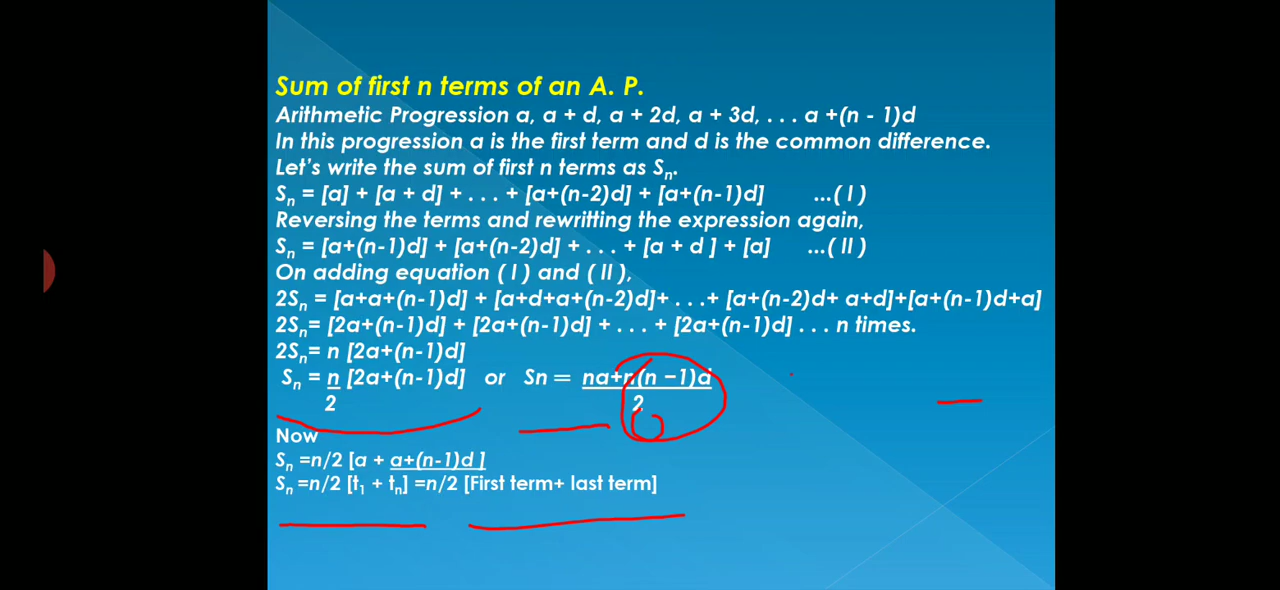 Sum of first n terms of an A. P.
Arithmetic Progression a, a + d, a + 2d, a + 3d, . . . a +(n - 1)d
In this progression a is the first term and d is the common difference.
Let's write the sum of first n terms as Sn.
Sn = [a] + [a + d] + . . . + [a+(n-2)d] + [a+(n-1)d] ...( I )
Reversing the terms and rewritting the expression again,
Sn = [a+(n-1)d] + [a+(n-2)d] + . . . + [a + d ] + [a] ...( II )
On adding equation ( I ) and ( II ),
2Sn = [a+a+(n-1)d] + [a+d+a+(n-2)d]+ . . .+ [a+(n-2)d+ a+d]+[a+(n-1)d+a]
2Sn= [2a+(n-1)d] + [2a+(n-1)d] + . . . + [2a+(n-1)d] . . . n times.
2Sn= n [2a+(n-1)d]
Sn = n [2a+(n-1)d] or Sn = na+n(n −1)d
2 2
Now
Sn =n/2 [a + a+(n-1)d ]
Sn =n/2 [t1 + tn] =n/2 [First term+ last term]